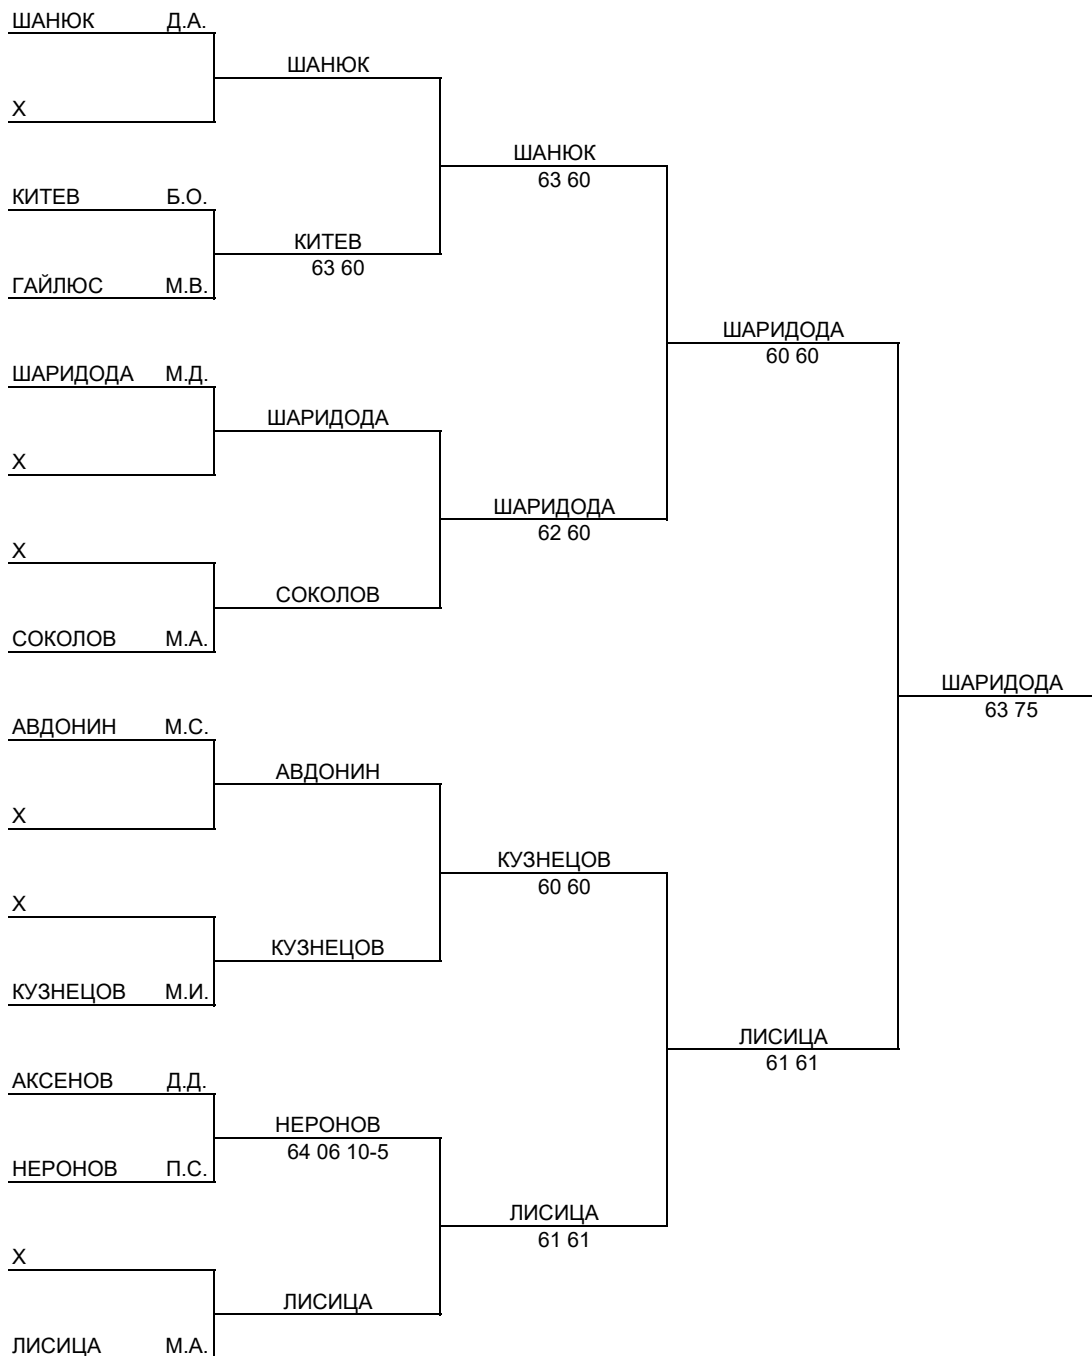 ШАНЮК Д.А.
ШАНЮК
X
ШАНЮК
63 60
КИТЕВ Б.О.
КИТЕВ
63 60
ГАЙЛЮС М.В.
ШАРИДОДА
60 60
ШАРИДОДА М.Д.
ШАРИДОДА
X
ШАРИДОДА
62 60
X
СОКОЛОВ
СОКОЛОВ М.А.
ШАРИДОДА
63 75
АВДОНИН М.С.
АВДОНИН
X
КУЗНЕЦОВ
60 60
X
КУЗНЕЦОВ
КУЗНЕЦОВ М.И.
ЛИСИЦА
61 61
АКСЕНОВ Д.Д.
НЕРОНОВ
64 06 10-5
НЕРОНОВ П.С.
ЛИСИЦА
61 61
X
ЛИСИЦА
ЛИСИЦА М.А.